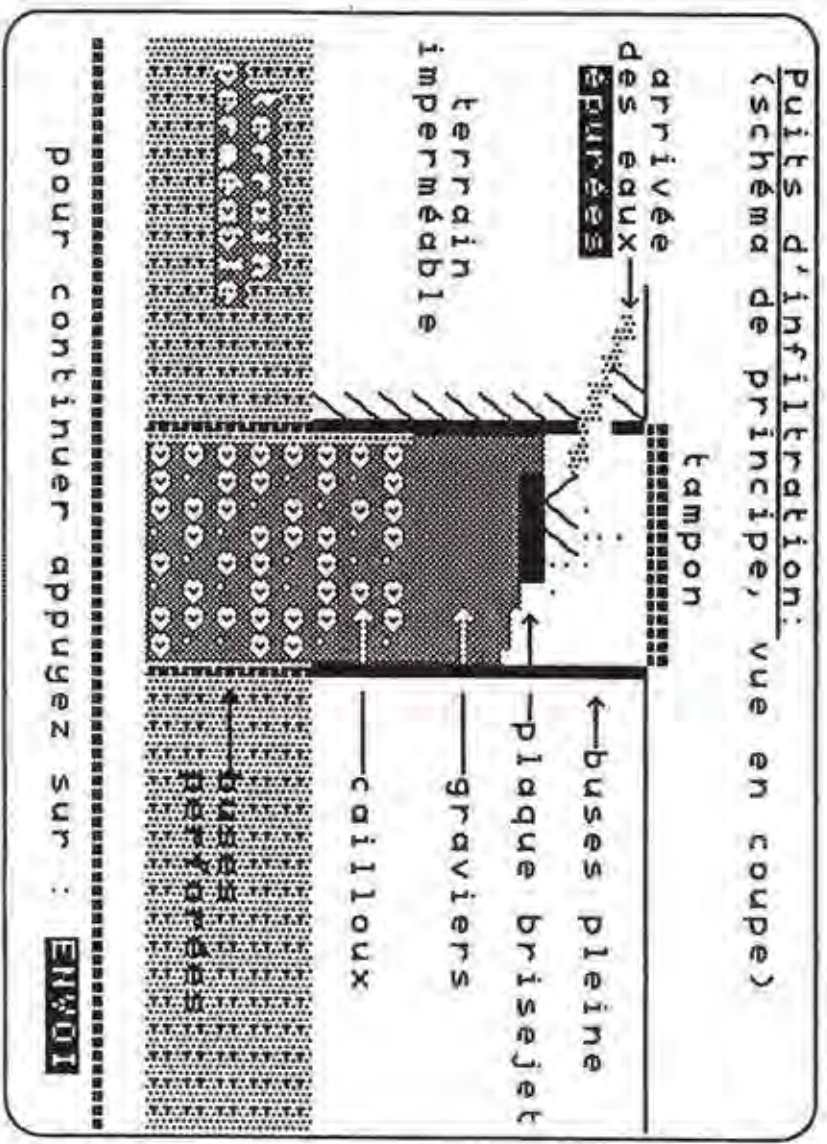 Puits d'infiltration:
(schéma de principe, vue en coupe)
tampon
arrivée
des eaux
épurées
buses pleine
plaque brisejet
terrain
imperméable
graviers
cailloux
terrain
perméable
buses
perforées
pour continuer appuyez sur : ENVOI